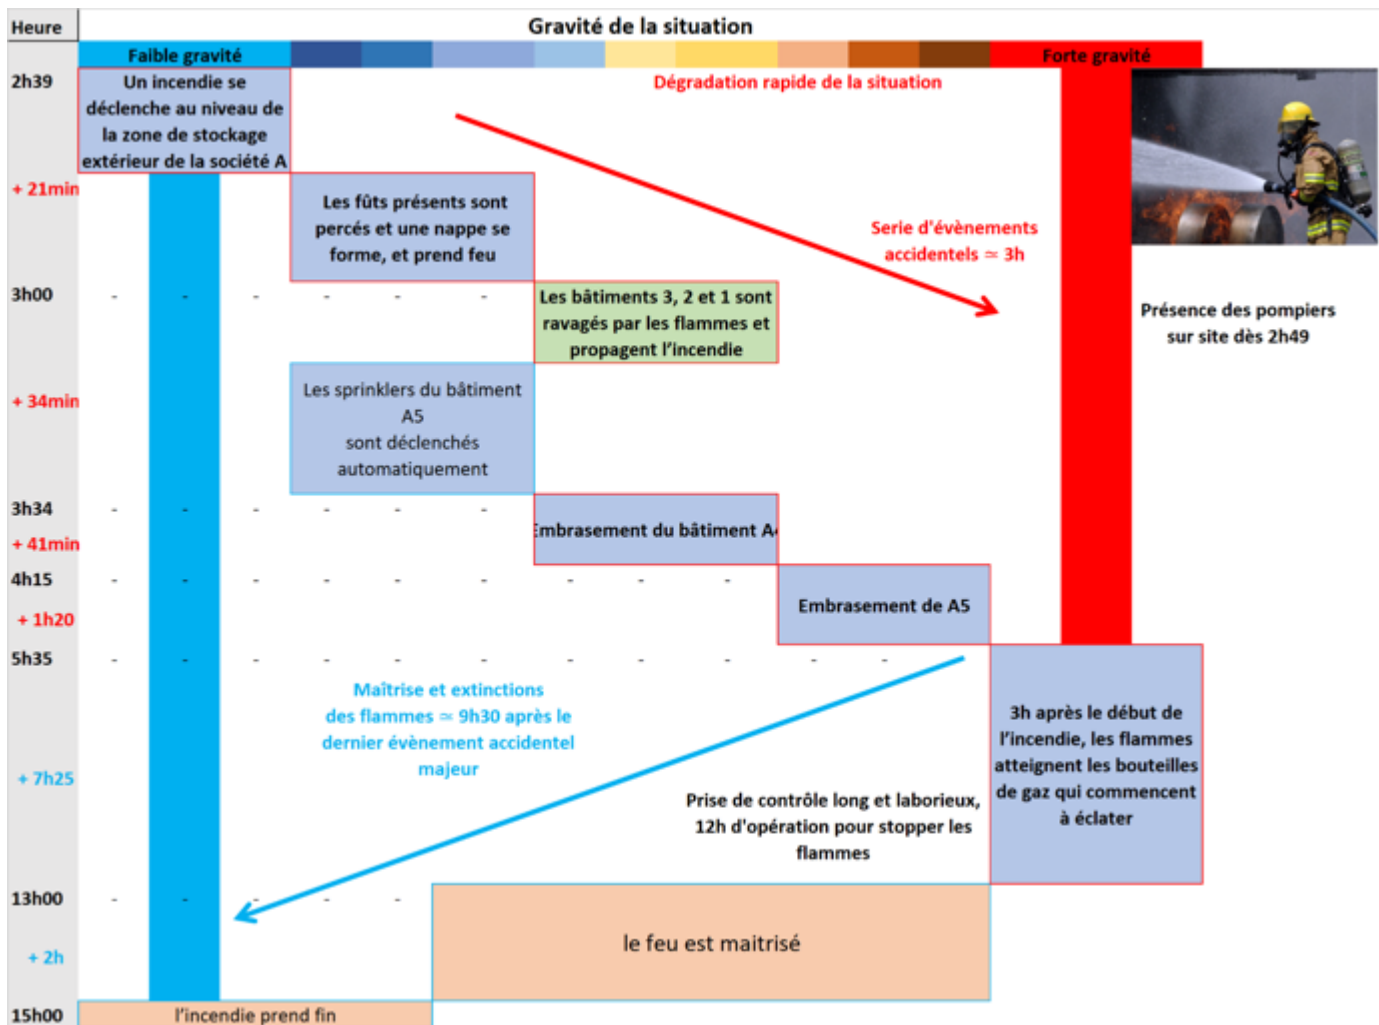 Heure
Gravité de la situation
Faible gravité
Forte gravité
2h39
Un incendie se
déclenche au niveau de
la zone de stockage
extérieur de la société A
Dégradation rapide de la situation
+ 21min
Les fûts présents sont
percés et une nappe se
forme, et prend feu
Serie d'évènements
accidentels ≃ 3h
3h00
- - - - - -
Les bâtiments 3, 2 et 1 sont
ravagés par les flammes et
propagent l'incendie
Présence des pompiers
sur site dès 2h49
+ 34min
Les sprinklers du bâtiment
A5
sont déclenchés
automatiquement
3h34
- - - - - -
Embrasement du bâtiment
+ 41min
4h15
- - - - - - - - -
+ 1h20
Embrasement de A5
5h35
- - - - - - - - - - - -
Maîtrise et extinctions
des flammes ≃ 9h30 après le
dernier évènement accidentel
majeur
3h après le début de
l'incendie, les flammes
atteignent les bouteilles
de gaz qui commencent
à éclater
+ 7h25
Prise de contrôle long et laborieux,
12h d'opération pour stopper les
flammes
13h00
- - - - -
le feu est maitrisé
+ 2h
15h00
l'incendie prend fin